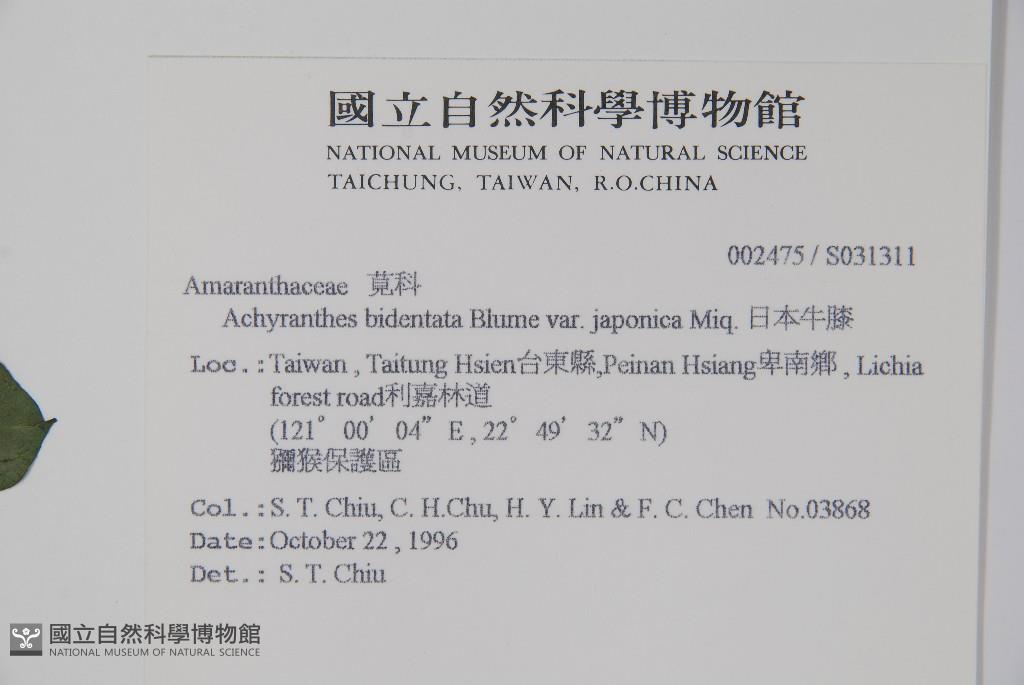 國立自然科學博物館
NATIONAL MUSEUM OF NATURAL SCIENCE
TAICHUNG, TAIWAN, R.O.CHINA
002475 / S031311
Amaranthaceae 莧科
Achyranthes bidentata Blume var. japonica Miq. 日本牛膝
Loc.:Taiwan , Taitung Hsien台東縣,Peinan Hsiang卑南鄉 , Lichia
forest road利嘉林道
(121° 00' 04" E , 22° 49' 32" N)
獼猴保護區
Col.:S. T. Chiu, C. H.Chu, H. Y. Lin & F. C. Chen No.03868
Date:October 22 , 1996
Det.: S. T. Chiu
國立自然科學博物館
NATIONAL MUSEUM OF NATURAL SCIENCE